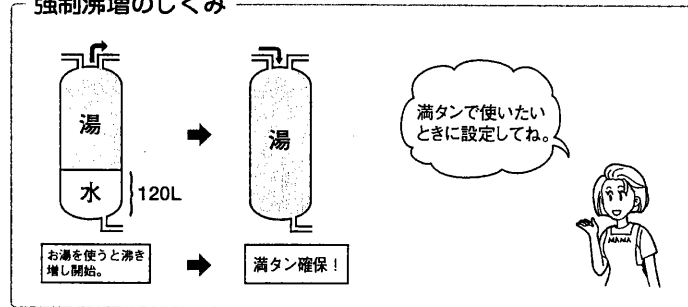 強制沸増のしくみ
湯
水
120L
湯
満タンで使いたい
ときに設定してね。
MAMA
お湯を使うと沸き
増し開始。
満タン確保！